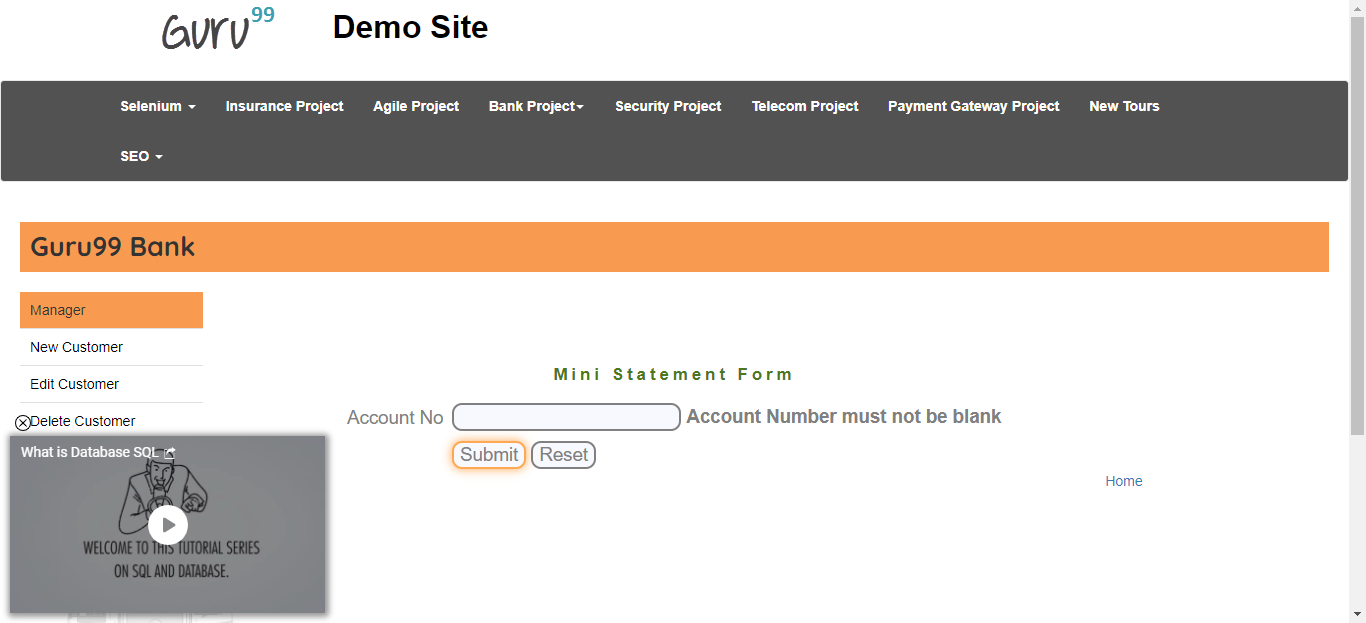 Guru99
Demo Site
Selenium Insurance Project Agile Project Bank Project Security Project Telecom Project Payment Gateway Project New Tours
SEO
Guru99 Bank
Manager
New Customer
Edit Customer
Delete Customer
What is Database SQL
WELCOME TO THIS TUTORIAL SERIES
ON SQL AND DATABASE.
Mini Statement Form
Account No Account Number must not be blank
Submit Reset
Home